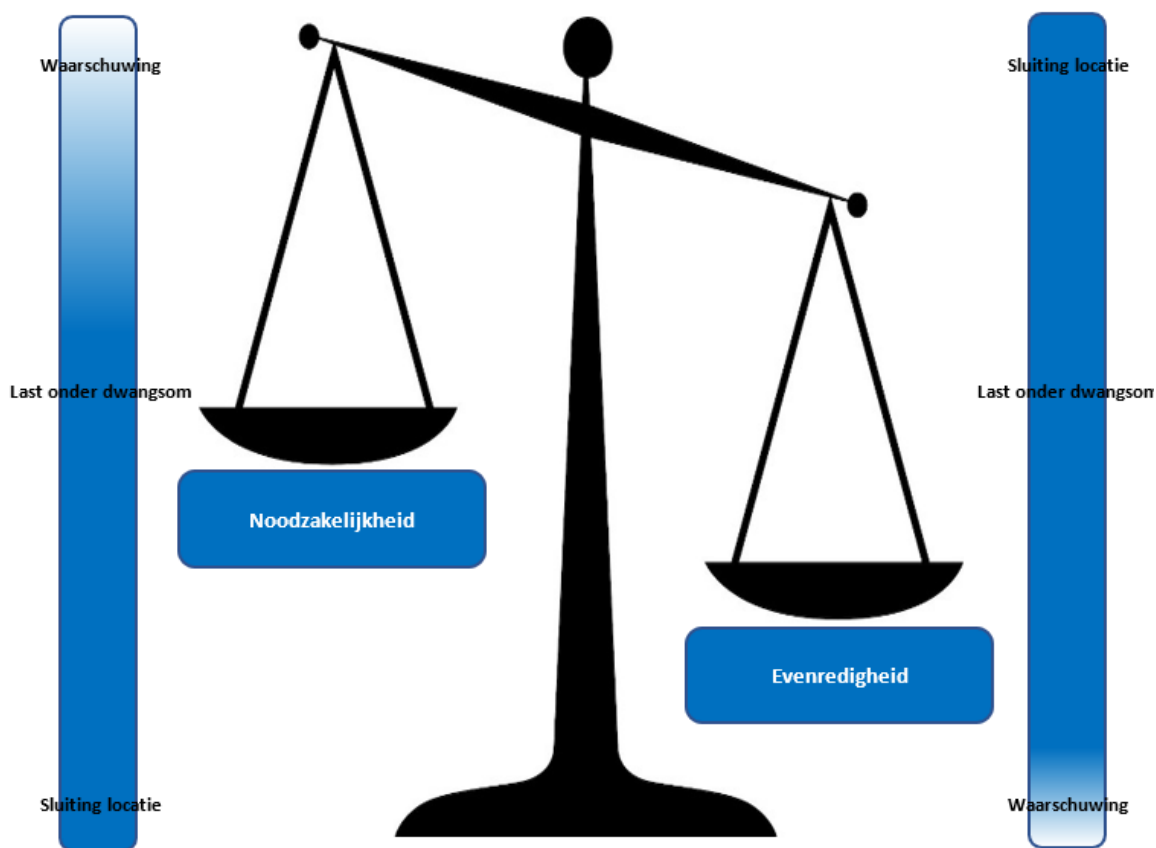 Waarschuwing
Sluiting locatie
Last onder dwangsom
Last onder dwangsom
Noodzakelijkheid
Evenredigheid
Sluiting locatie
Waarschuwing